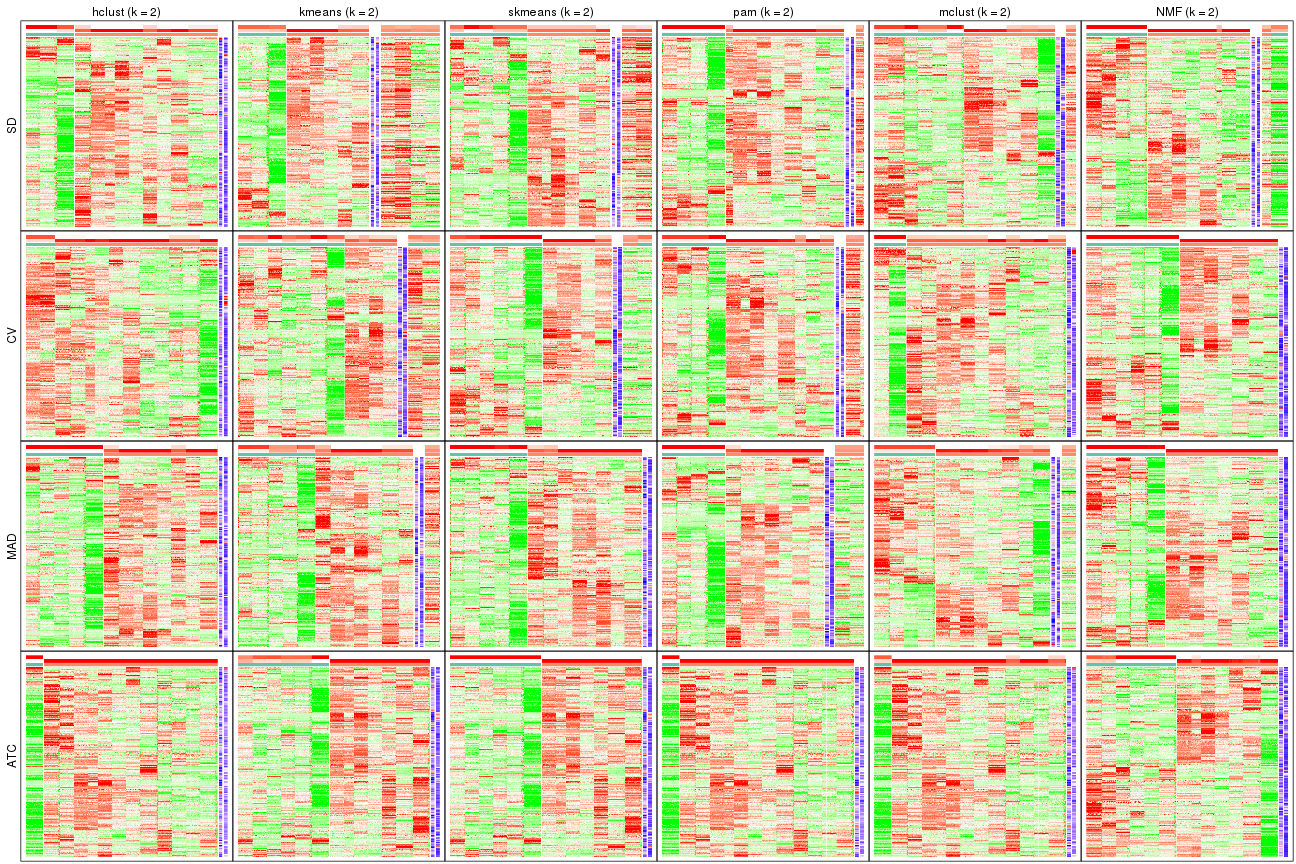 hclust (k = 2) kmeans (k = 2) skmeans (k = 2) pam (k = 2) mclust (k = 2) NMF (k = 2)
SD
CV
MAD
ATC